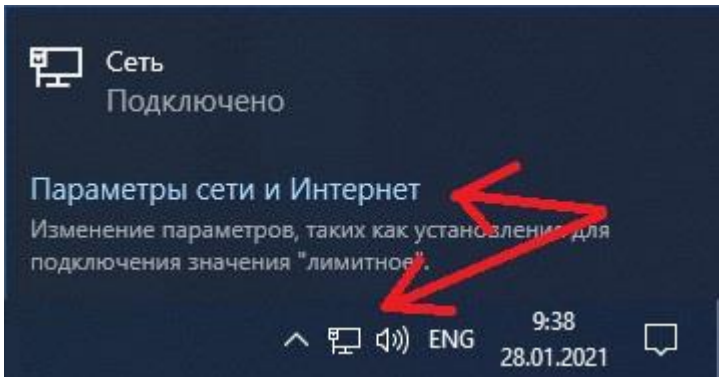 Сеть
Подключено
Параметры сети и Интернет
Изменение параметров, таких как установление для
подключения значения "лимитное".
ENG
9:38
28.01.2021